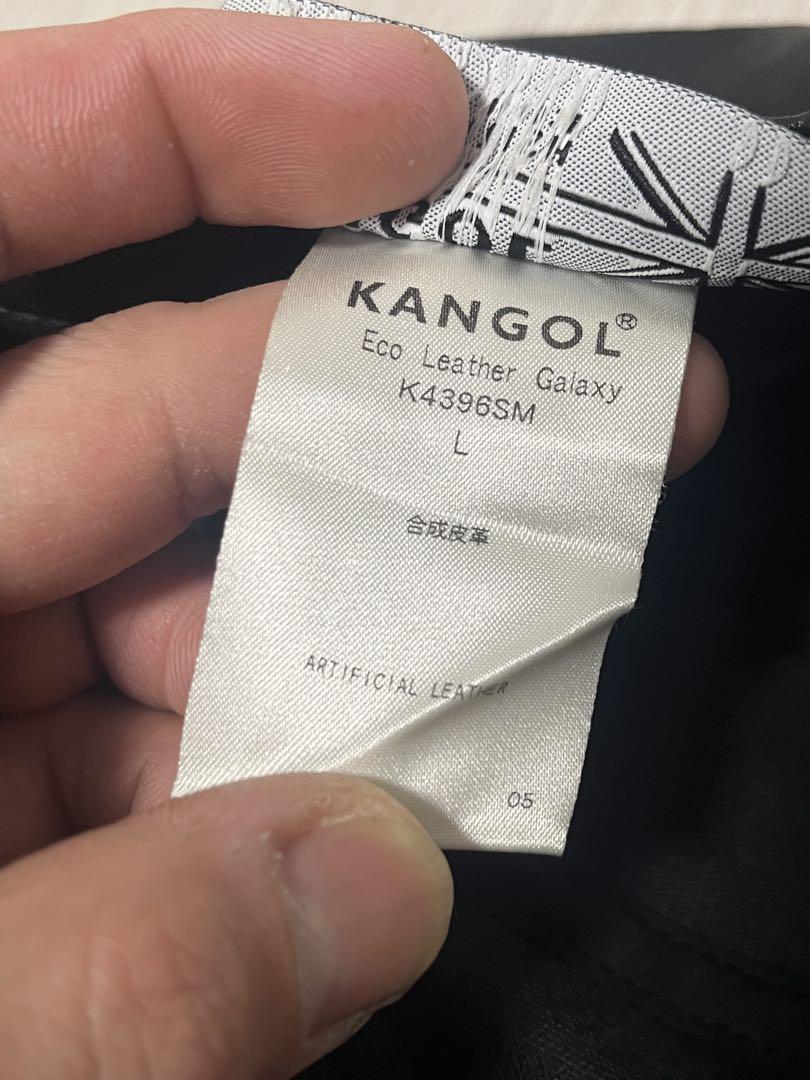 KANGOL®
Eco Leather Galaxy
K4396SM
L
合成皮革
ARTIFICIAL LEATHER
05